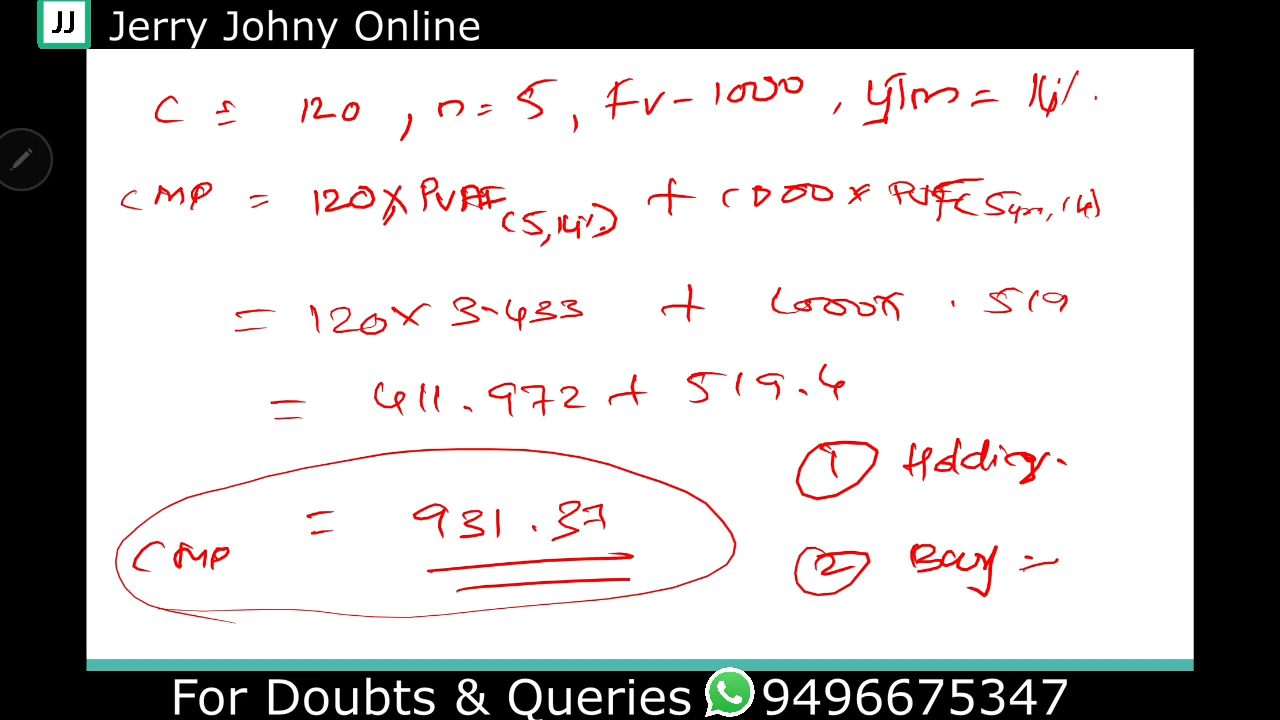 JJ Jerry Johny Online
C = 120, n = 5, FV - 1000, YTM = 14%.
CMP = 120 x PVAF (5, 14%) + 1000 x PVF (5yrs, 14)
= 120 x 3.433 + 1000 x .519
= 411.972 + 519.4
① Holding.
CMP = 931.37
② Buy =
For Doubts & Queries 9496675347